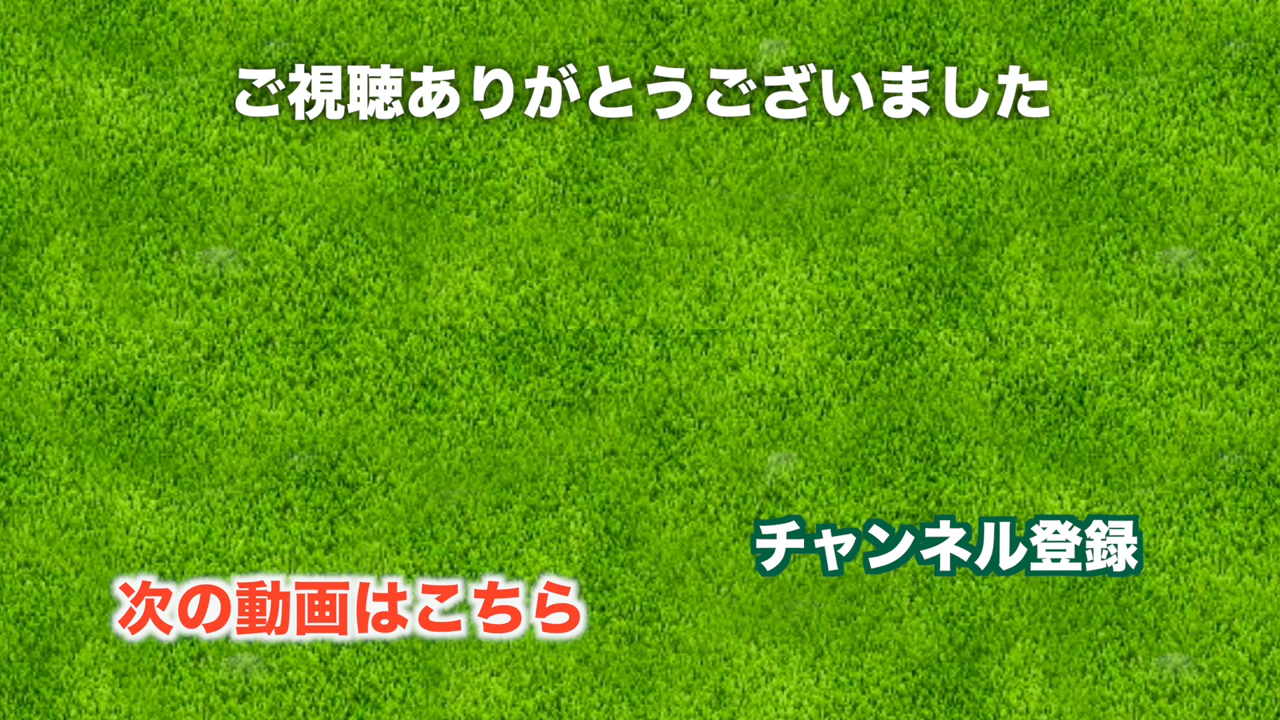 ご視聴ありがとうございました
チャンネル登録
次の動画はこちら